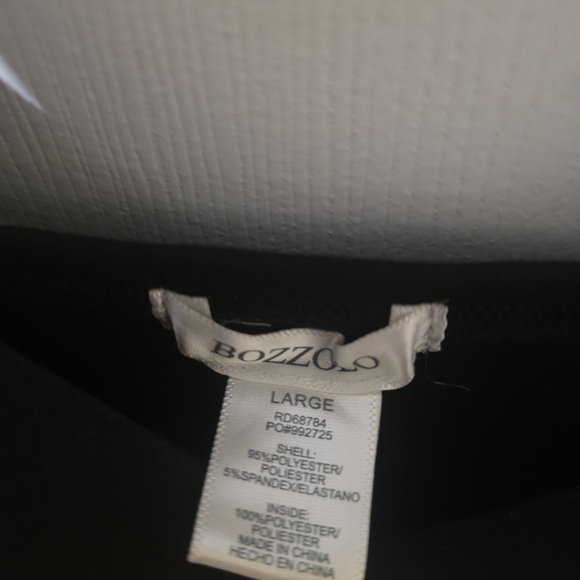 BOZZOLO
LARGE
RD68784
PO#992725
SHELL:
95%POLYESTER/
POLIESTER
5%SPANDEX/ELASTANO
INSIDE:
100%POLYESTER/
POLIESTER
MADE IN CHINA
HECHO EN CHINA